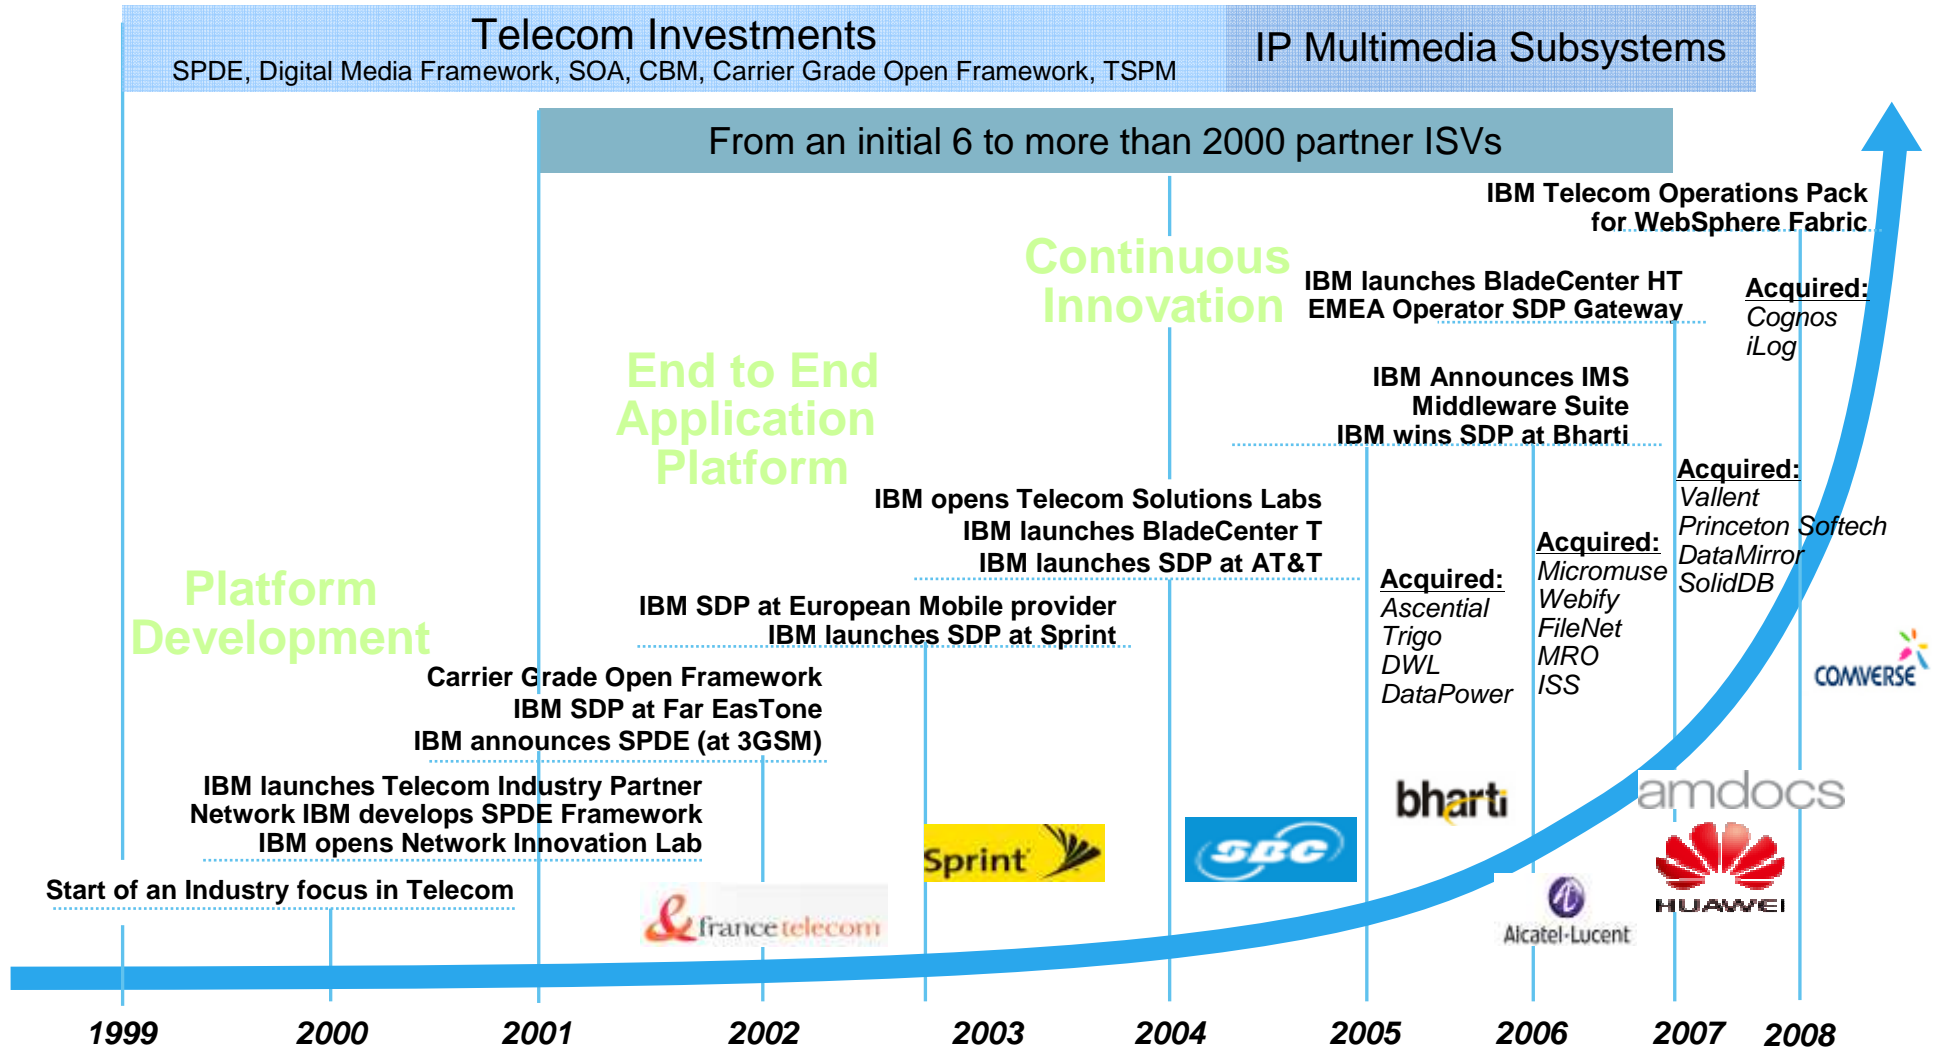 Telecom Investments
SPDE, Digital Media Framework, SOA, CBM, Carrier Grade Open Framework, TSPM
IP Multimedia Subsystems
From an initial 6 to more than 2000 partner ISVs
IBM Telecom Operations Pack
for WebSphere Fabric
Continuous
Innovation
IBM launches BladeCenter HT
EMEA Operator SDP Gateway
Acquired:
Cognos
iLog
End to End
Application
Platform
IBM Announces IMS
Middleware Suite
IBM wins SDP at Bharti
Acquired:
Vallent
Princeton Softech
DataMirror
SolidDB
IBM opens Telecom Solutions Labs
IBM launches BladeCenter T
IBM launches SDP at AT&T
Acquired:
Micromuse
Webify
FileNet
MRO
ISS
Acquired:
Ascential
Trigo
DWL
DataPower
Platform
Development
IBM SDP at European Mobile provider
IBM launches SDP at Sprint
COMVERSE
Carrier Grade Open Framework
IBM SDP at Far EasTone
IBM announces SPDE (at 3GSM)
IBM launches Telecom Industry Partner
Network IBM develops SPDE Framework
IBM opens Network Innovation Lab
bharti
amdocs
Sprint
SBC
HUAWEI
Start of an Industry focus in Telecom
& france telecom
Alcatel-Lucent
1999 2000 2001 2002 2003 2004 2005 2006 2007 2008